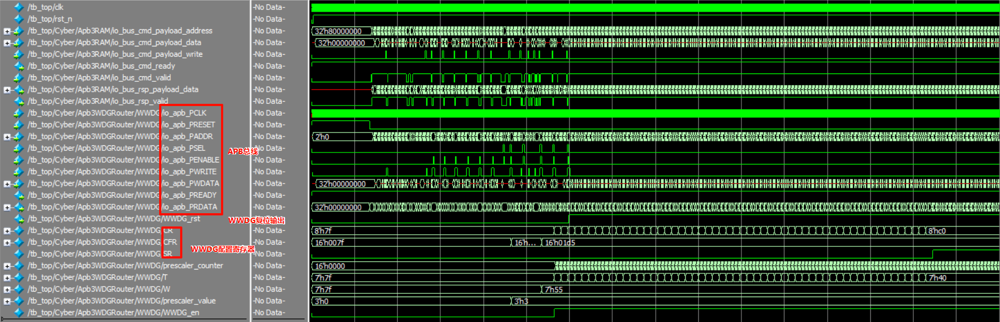 /tb_top/clk -No Data-
/tb_top/rst_n -No Data-
/tb_top/Cyber/Apb3RAM/io_bus_cmd_payload_address -No Data- 32'h80000000
/tb_top/Cyber/Apb3RAM/io_bus_cmd_payload_data -No Data- 32'h00000000
/tb_top/Cyber/Apb3RAM/io_bus_cmd_payload_write -No Data-
/tb_top/Cyber/Apb3RAM/io_bus_cmd_ready -No Data-
/tb_top/Cyber/Apb3RAM/io_bus_cmd_valid -No Data-
/tb_top/Cyber/Apb3RAM/io_bus_rsp_payload_data -No Data-
/tb_top/Cyber/Apb3RAM/io_bus_rsp_valid -No Data-
/tb_top/Cyber/Apb3WDGRouter/WWDG/io_apb_PCLK -No Data-
/tb_top/Cyber/Apb3WDGRouter/WWDG/io_apb_PRESET -No Data-
/tb_top/Cyber/Apb3WDGRouter/WWDG/io_apb_PADDR -No Data- 2'h0
/tb_top/Cyber/Apb3WDGRouter/WWDG/io_apb_PSEL APB总线 -No Data-
/tb_top/Cyber/Apb3WDGRouter/WWDG/io_apb_PENABLE -No Data-
/tb_top/Cyber/Apb3WDGRouter/WWDG/io_apb_PWRITE -No Data-
/tb_top/Cyber/Apb3WDGRouter/WWDG/io_apb_PWDATA -No Data- 32'h00000000
/tb_top/Cyber/Apb3WDGRouter/WWDG/io_apb_PREADY -No Data-
/tb_top/Cyber/Apb3WDGRouter/WWDG/io_apb_PRDATA -No Data- 32'h00000000
/tb_top/Cyber/Apb3WDGRouter/WWDG/WWDG_rst WWDG复位输出 -No Data-
/tb_top/Cyber/Apb3WDGRouter/WWDG/CR -No Data- 8'h7f 8'hc0
/tb_top/Cyber/Apb3WDGRouter/WWDG/CFR WWDG配置寄存器 -No Data- 16'h007f 16'h... 16'h01d5
/tb_top/Cyber/Apb3WDGRouter/WWDG/SR -No Data-
/tb_top/Cyber/Apb3WDGRouter/WWDG/prescaler_counter -No Data- 16'h0000
/tb_top/Cyber/Apb3WDGRouter/WWDG/T -No Data- 7'h7f 7'h40
/tb_top/Cyber/Apb3WDGRouter/WWDG/W -No Data- 7'h7f 7'h55
/tb_top/Cyber/Apb3WDGRouter/WWDG/prescaler_value -No Data- 3'h0 3'h3
/tb_top/Cyber/Apb3WDGRouter/WWDG/WWDG_en -No Data-